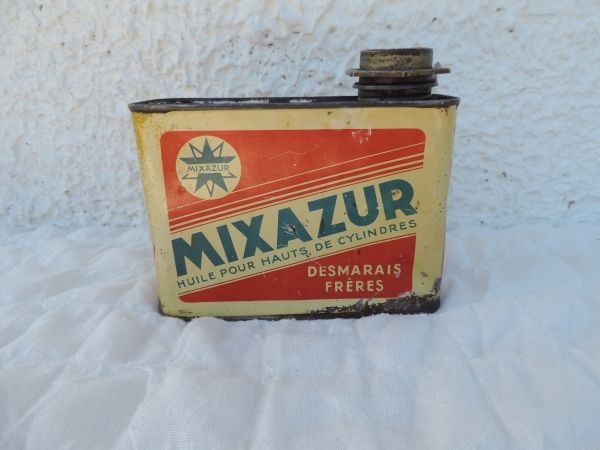 MIXAZUR
MIXAZUR
HUILE POUR HAUTS DE CYLINDRES
DESMARAIS
FRÈRES